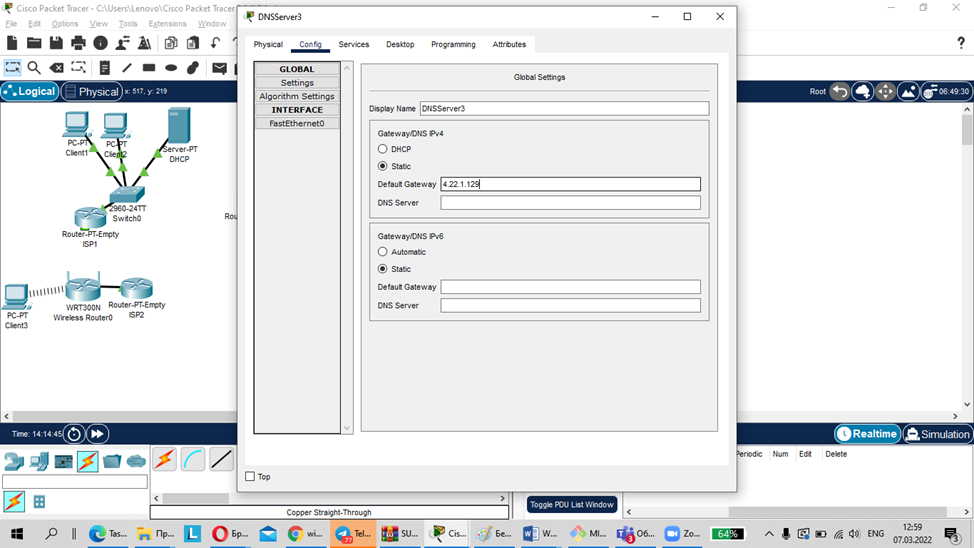 Cisco Packet Tracer - C:\Users\Lenovo\Cisco Pac
File Edit Options View Tools Extensions Window
Logical Physical x: 517, y: 219
Root 06:49:30
PC-PT
Client1
PC-PT
Client2
Server-PT
DHCP
2960-24TT
Switch0
Router-PT-Empty
ISP1
Rou
PC-PT
Client3
WRT300N
Wireless Router0
Router-PT-Empty
ISP2
DNSServer3
Physical Config Services Desktop Programming Attributes
GLOBAL
Settings
Algorithm Settings
INTERFACE
FastEthernet0
Global Settings
Display Name DNSServer3
Gateway/DNS IPv4
DHCP
Static
Default Gateway 4.22.1.129
DNS Server
Gateway/DNS IPv6
Automatic
Static
Default Gateway
DNS Server
Top
Time: 14:14:45
Realtime Simulation
Periodic Num Edit Delete
Toggle PDU List Window
Copper Straight-Through
Tas... Пр... Бр... wi... Tel... SU... Cis... Бе... W... MI... Об... Zo... 64% ENG
12:59
07.03.2022